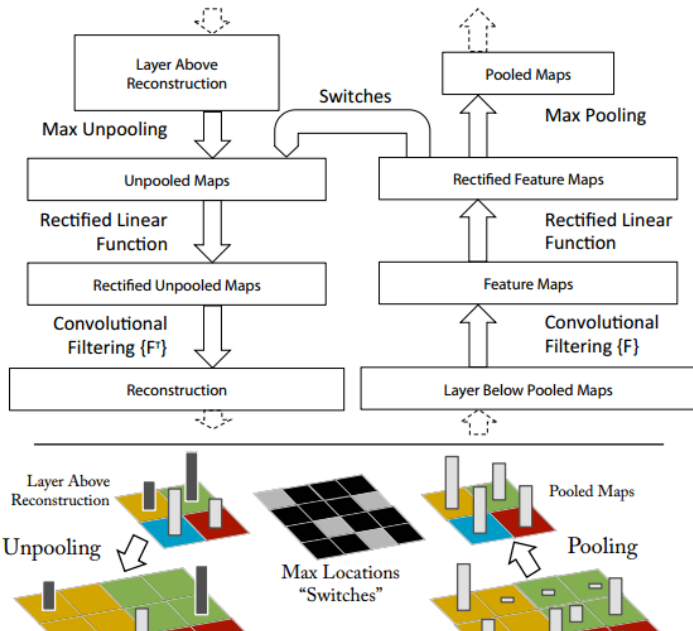 Layer Above
Reconstruction
Pooled Maps
Switches
Max Unpooling
Max Pooling
Unpooled Maps
Rectified Feature Maps
Rectified Linear
Function
Rectified Linear
Function
Rectified Unpooled Maps
Feature Maps
Convolutional
Filtering {Fᵀ}
Convolutional
Filtering {F}
Reconstruction
Layer Below Pooled Maps
Layer Above
Reconstruction
Pooled Maps
Unpooling
Pooling
Max Locations
“Switches”